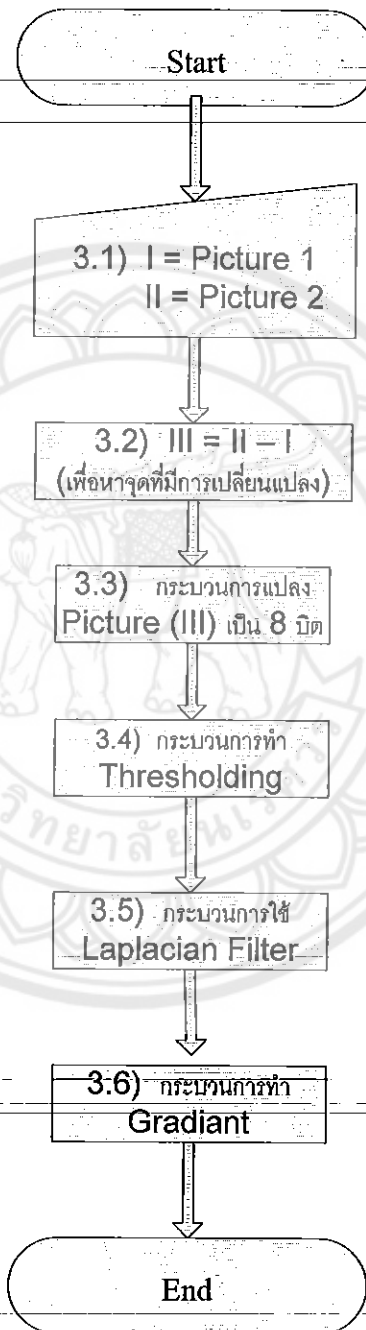 Start
3.1) I = Picture 1
II = Picture 2
3.2) III = II – I
(เพื่อหาจุดที่มีการเปลี่ยนแปลง)
3.3) กระบวนการแปลง
Picture (III) เป็น 8 บิต
3.4) กระบวนการทำ
Thresholding
3.5) กระบวนการใช้
Laplacian Filter
3.6) กระบวนการทำ
Gradiant
End